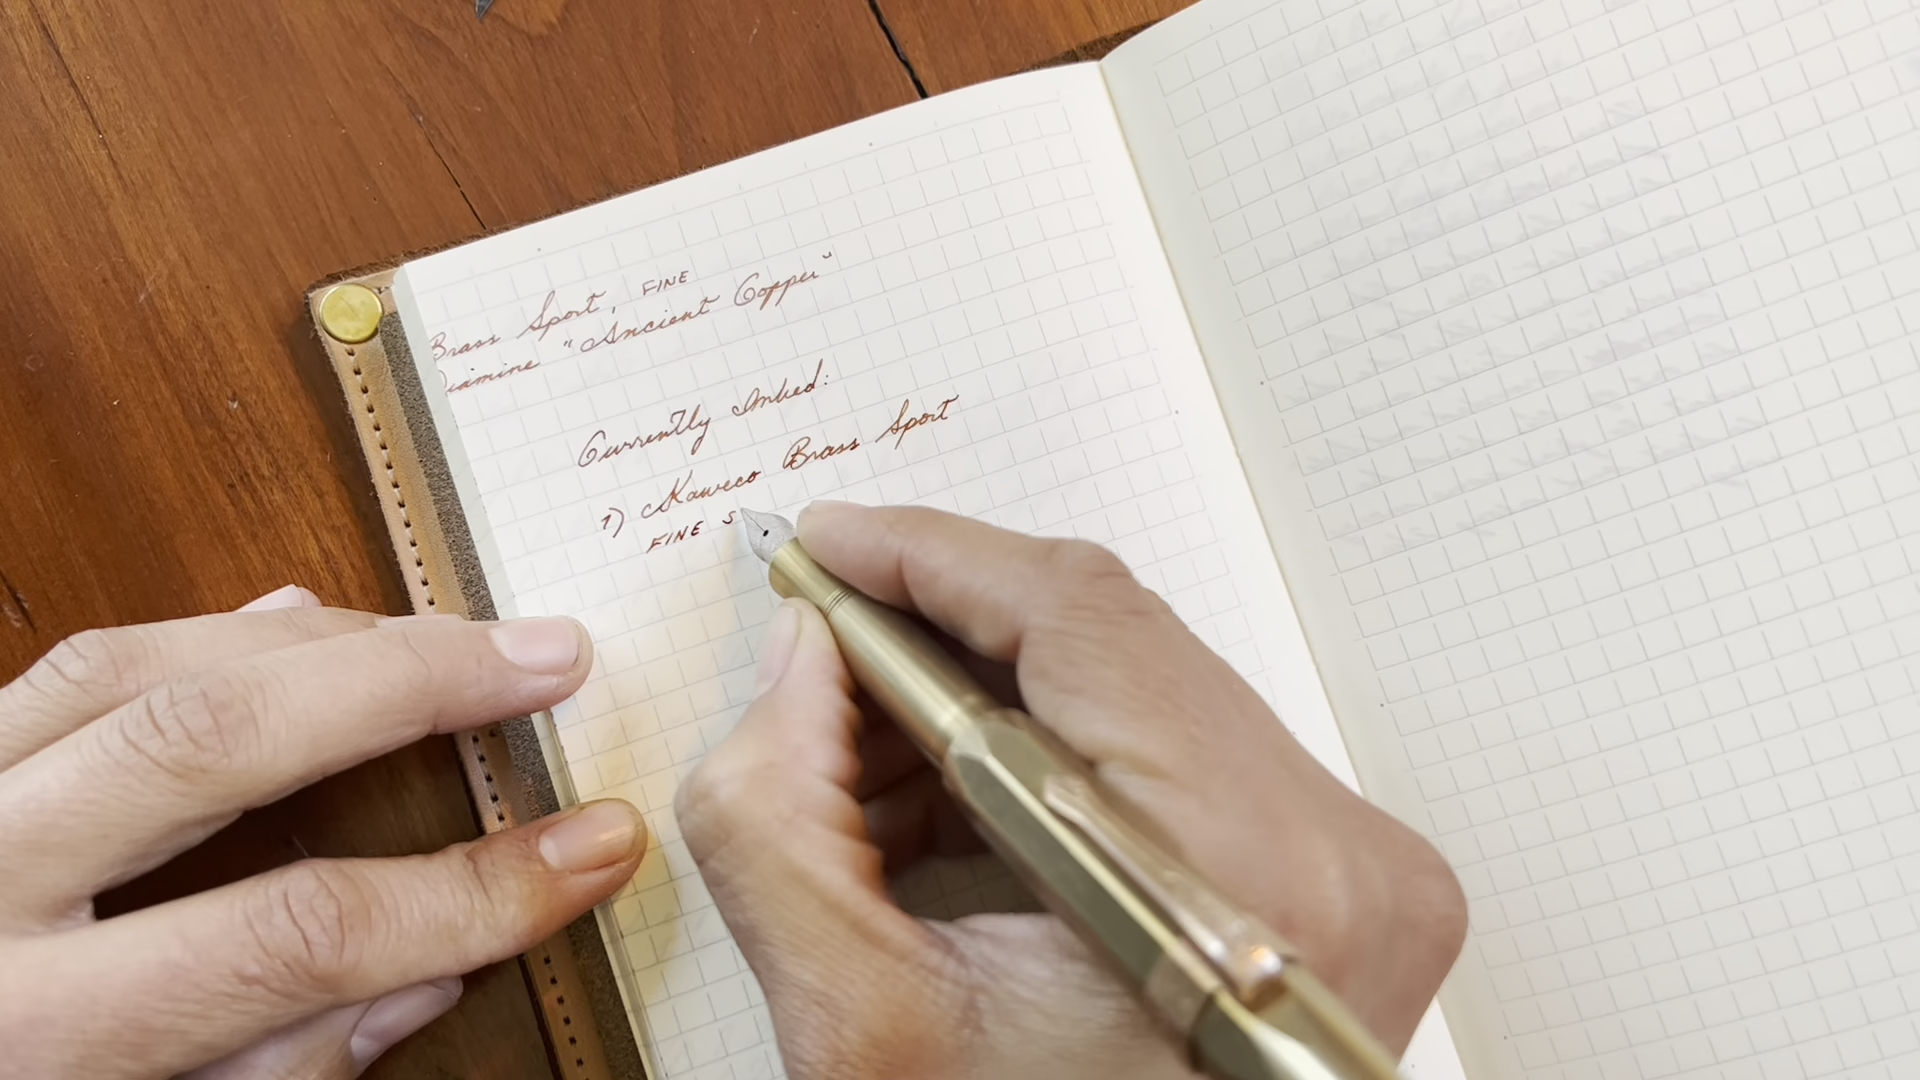 Brass Sport, FINE
Diamine "Ancient Copper"
Currently Inked:
1) Kaweco Brass Sport
FINE S